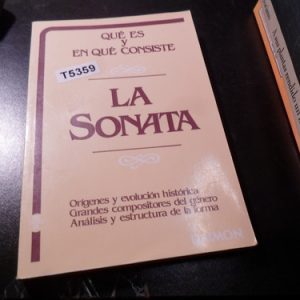 QUÉ ES
y
EN QUÉ CONSISTE
T5359
LA
SONATA
Orígenes y evolución histórica
Grandes compositores del género
Análisis y estructura de la forma